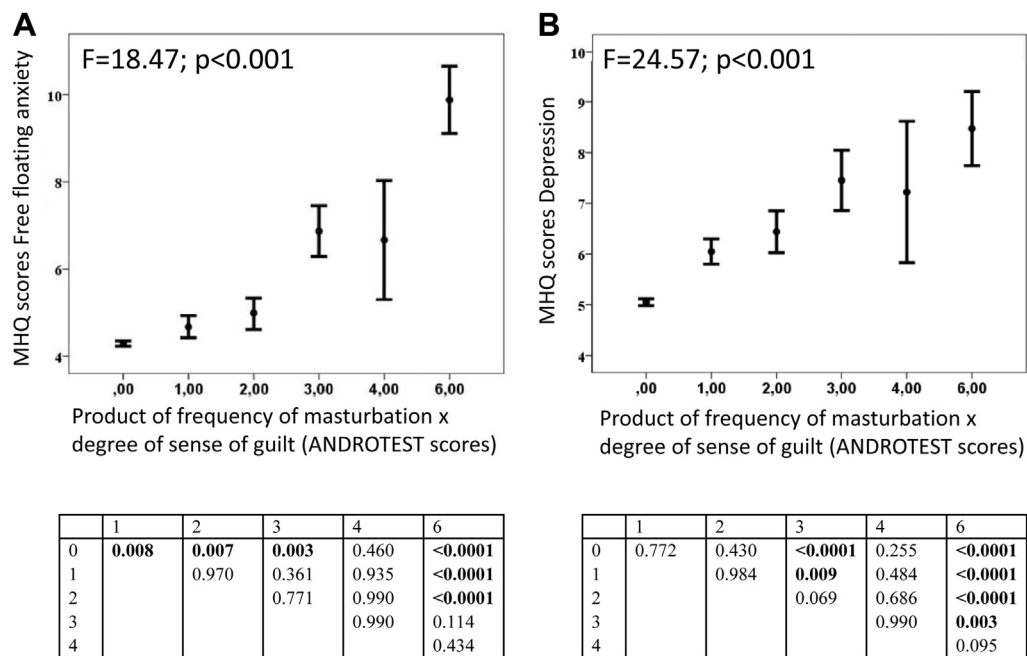 A
F=18.47; p<0.001
MHQ scores Free floating anxiety
10
8
6
4
,00 1,00 2,00 3,00 4,00 6,00
Product of frequency of masturbation x
degree of sense of guilt (ANDROTEST scores)
1 2 3 4 6
0 0.008 0.007 0.003 0.460 <0.0001
1 0.970 0.361 0.935 <0.0001
2 0.771 0.990 <0.0001
3 0.990 0.114
4 0.434
B
F=24.57; p<0.001
MHQ scores Depression
10
9
8
7
6
5
4
,00 1,00 2,00 3,00 4,00 6,00
Product of frequency of masturbation x
degree of sense of guilt (ANDROTEST scores)
1 2 3 4 6
0 0.772 0.430 <0.0001 0.255 <0.0001
1 0.984 0.009 0.484 <0.0001
2 0.069 0.686 <0.0001
3 0.990 0.003
4 0.095